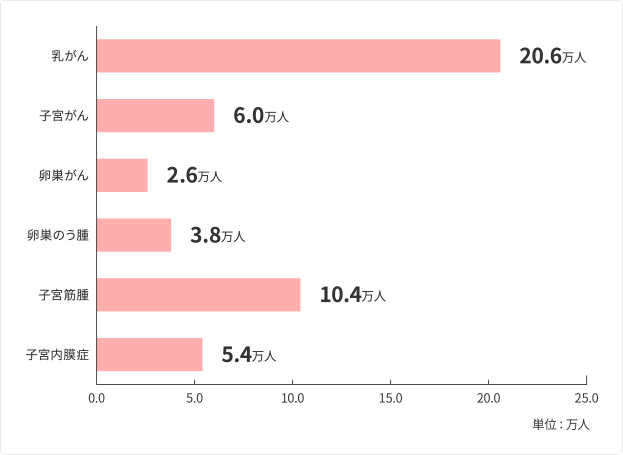 乳がん 20.6万人
子宮がん 6.0万人
卵巣がん 2.6万人
卵巣のう腫 3.8万人
子宮筋腫 10.4万人
子宮内膜症 5.4万人
0.0 5.0 10.0 15.0 20.0 25.0
単位 : 万人